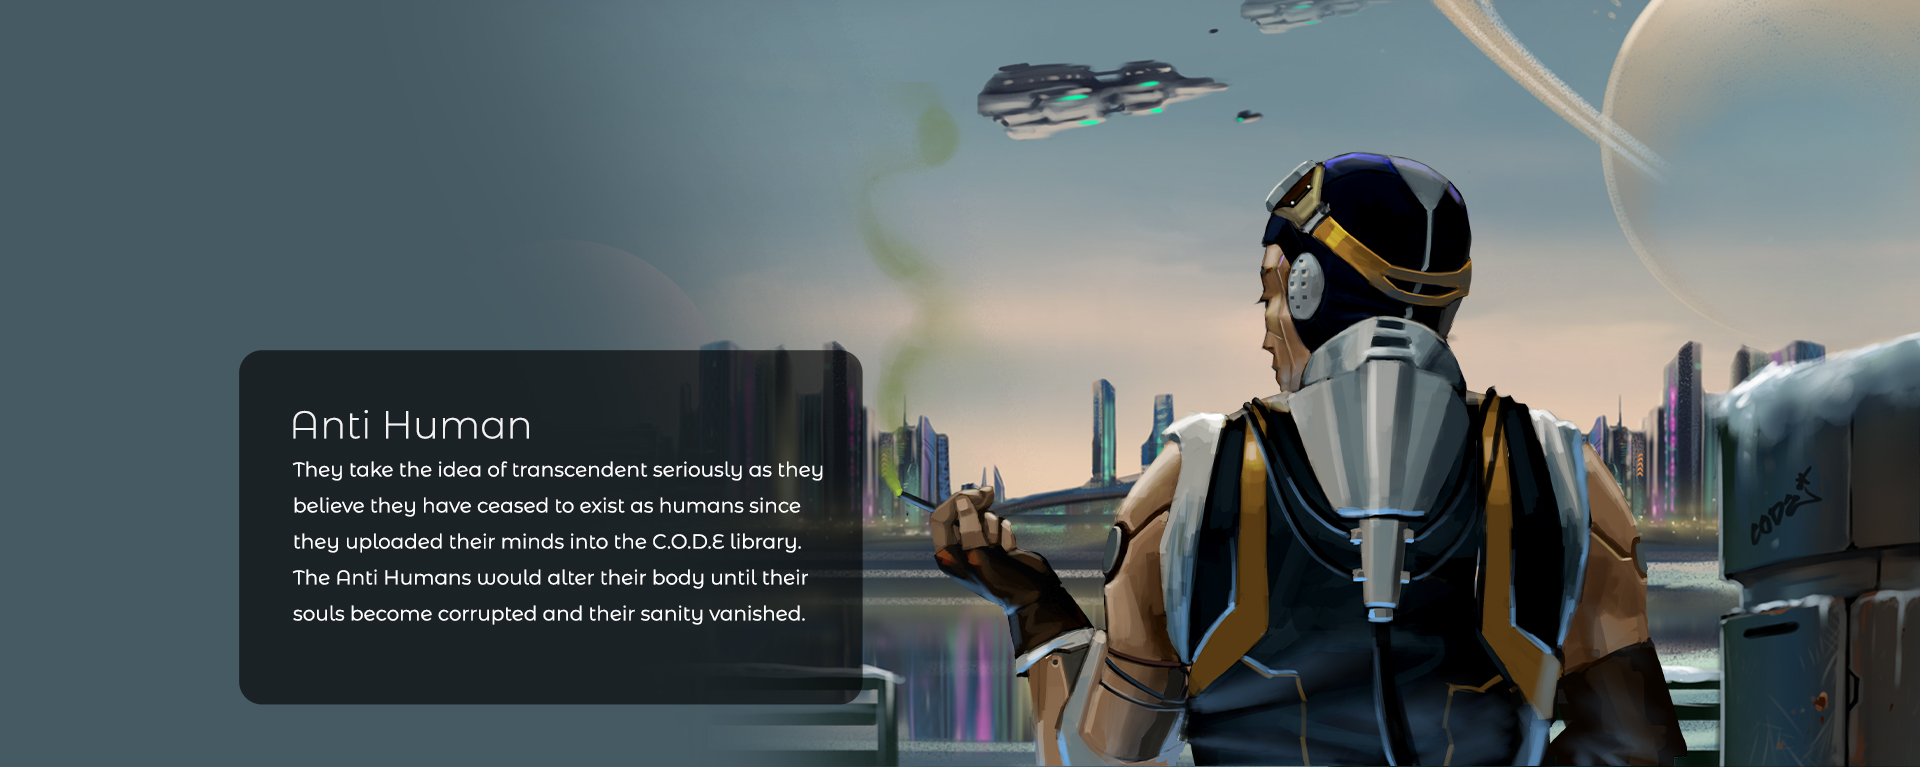 Anti Human
They take the idea of transcendent seriously as they
believe they have ceased to exist as humans since
they uploaded their minds into the C.O.D.E library.
The Anti Humans would alter their body until their
souls become corrupted and their sanity vanished.
CODE